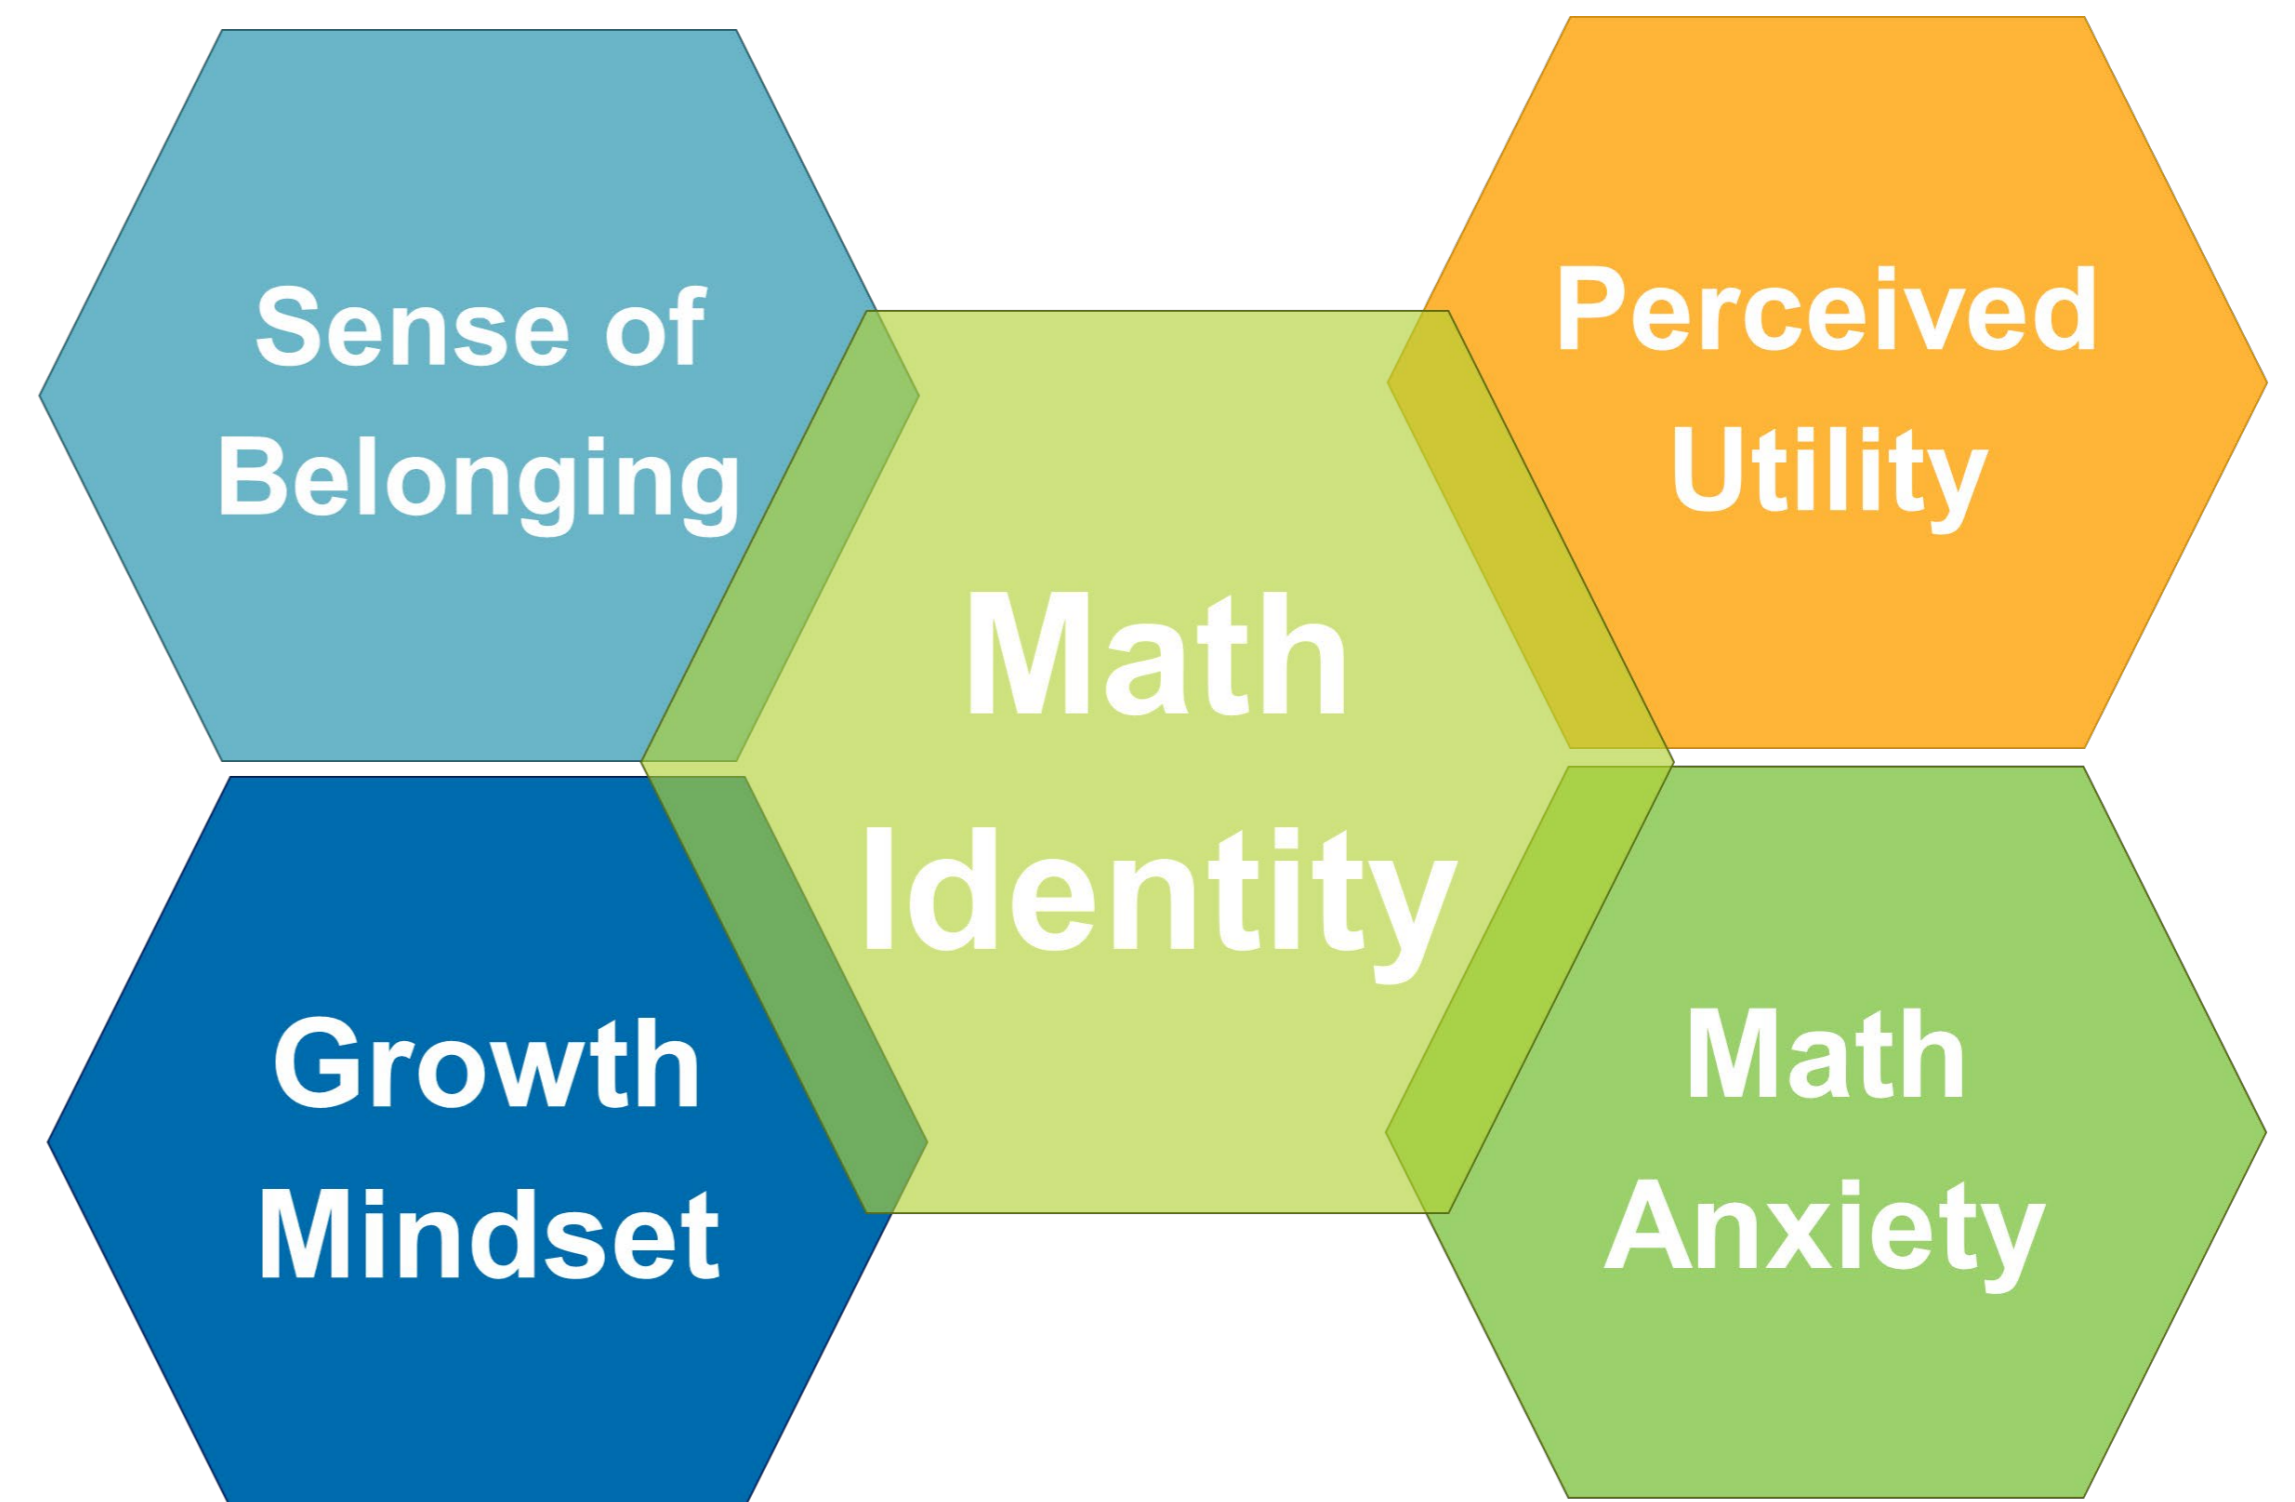 Sense of
Belonging
Perceived
Utility
Math
Identity
Growth
Mindset
Math
Anxiety